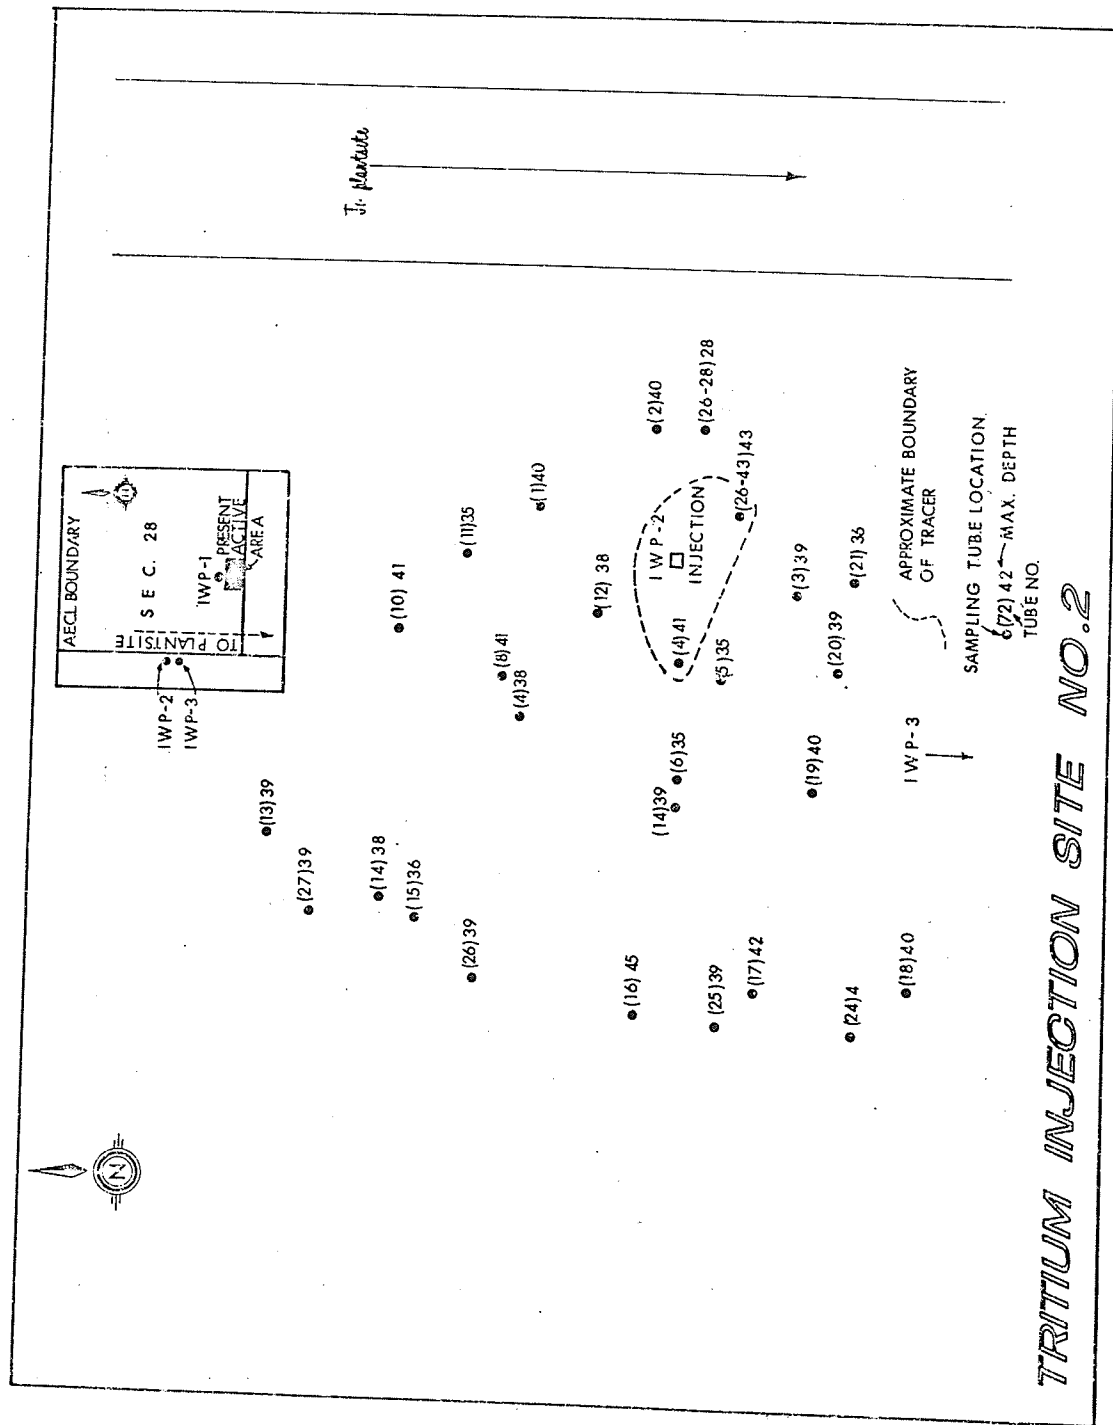 To plantsite
AECL BOUNDARY
N
S E C. 28
TO PLANTSITE
IWP-1
PRESENT
ACTIVE
AREA
IWP-2
IWP-3
(13)39
(27)39
(14)38
(15)36
(26)39
(10) 41
(11)35
(8)41
(4)38
(1)40
(12) 38
(2)40
(26-28)28
IWP-2
INJECTION
(26-43)43
(4)41
(5)35
(6)35
(14)39
(16)45
(25)39
(17)42
(3)39
(21)36
(20)39
(19)40
(24)4
(18)40
IWP-3
N
APPROXIMATE BOUNDARY
OF TRACER
SAMPLING TUBE LOCATION
(72) 42 MAX. DEPTH
TUBE NO.
TRITIUM INJECTION SITE NO.2